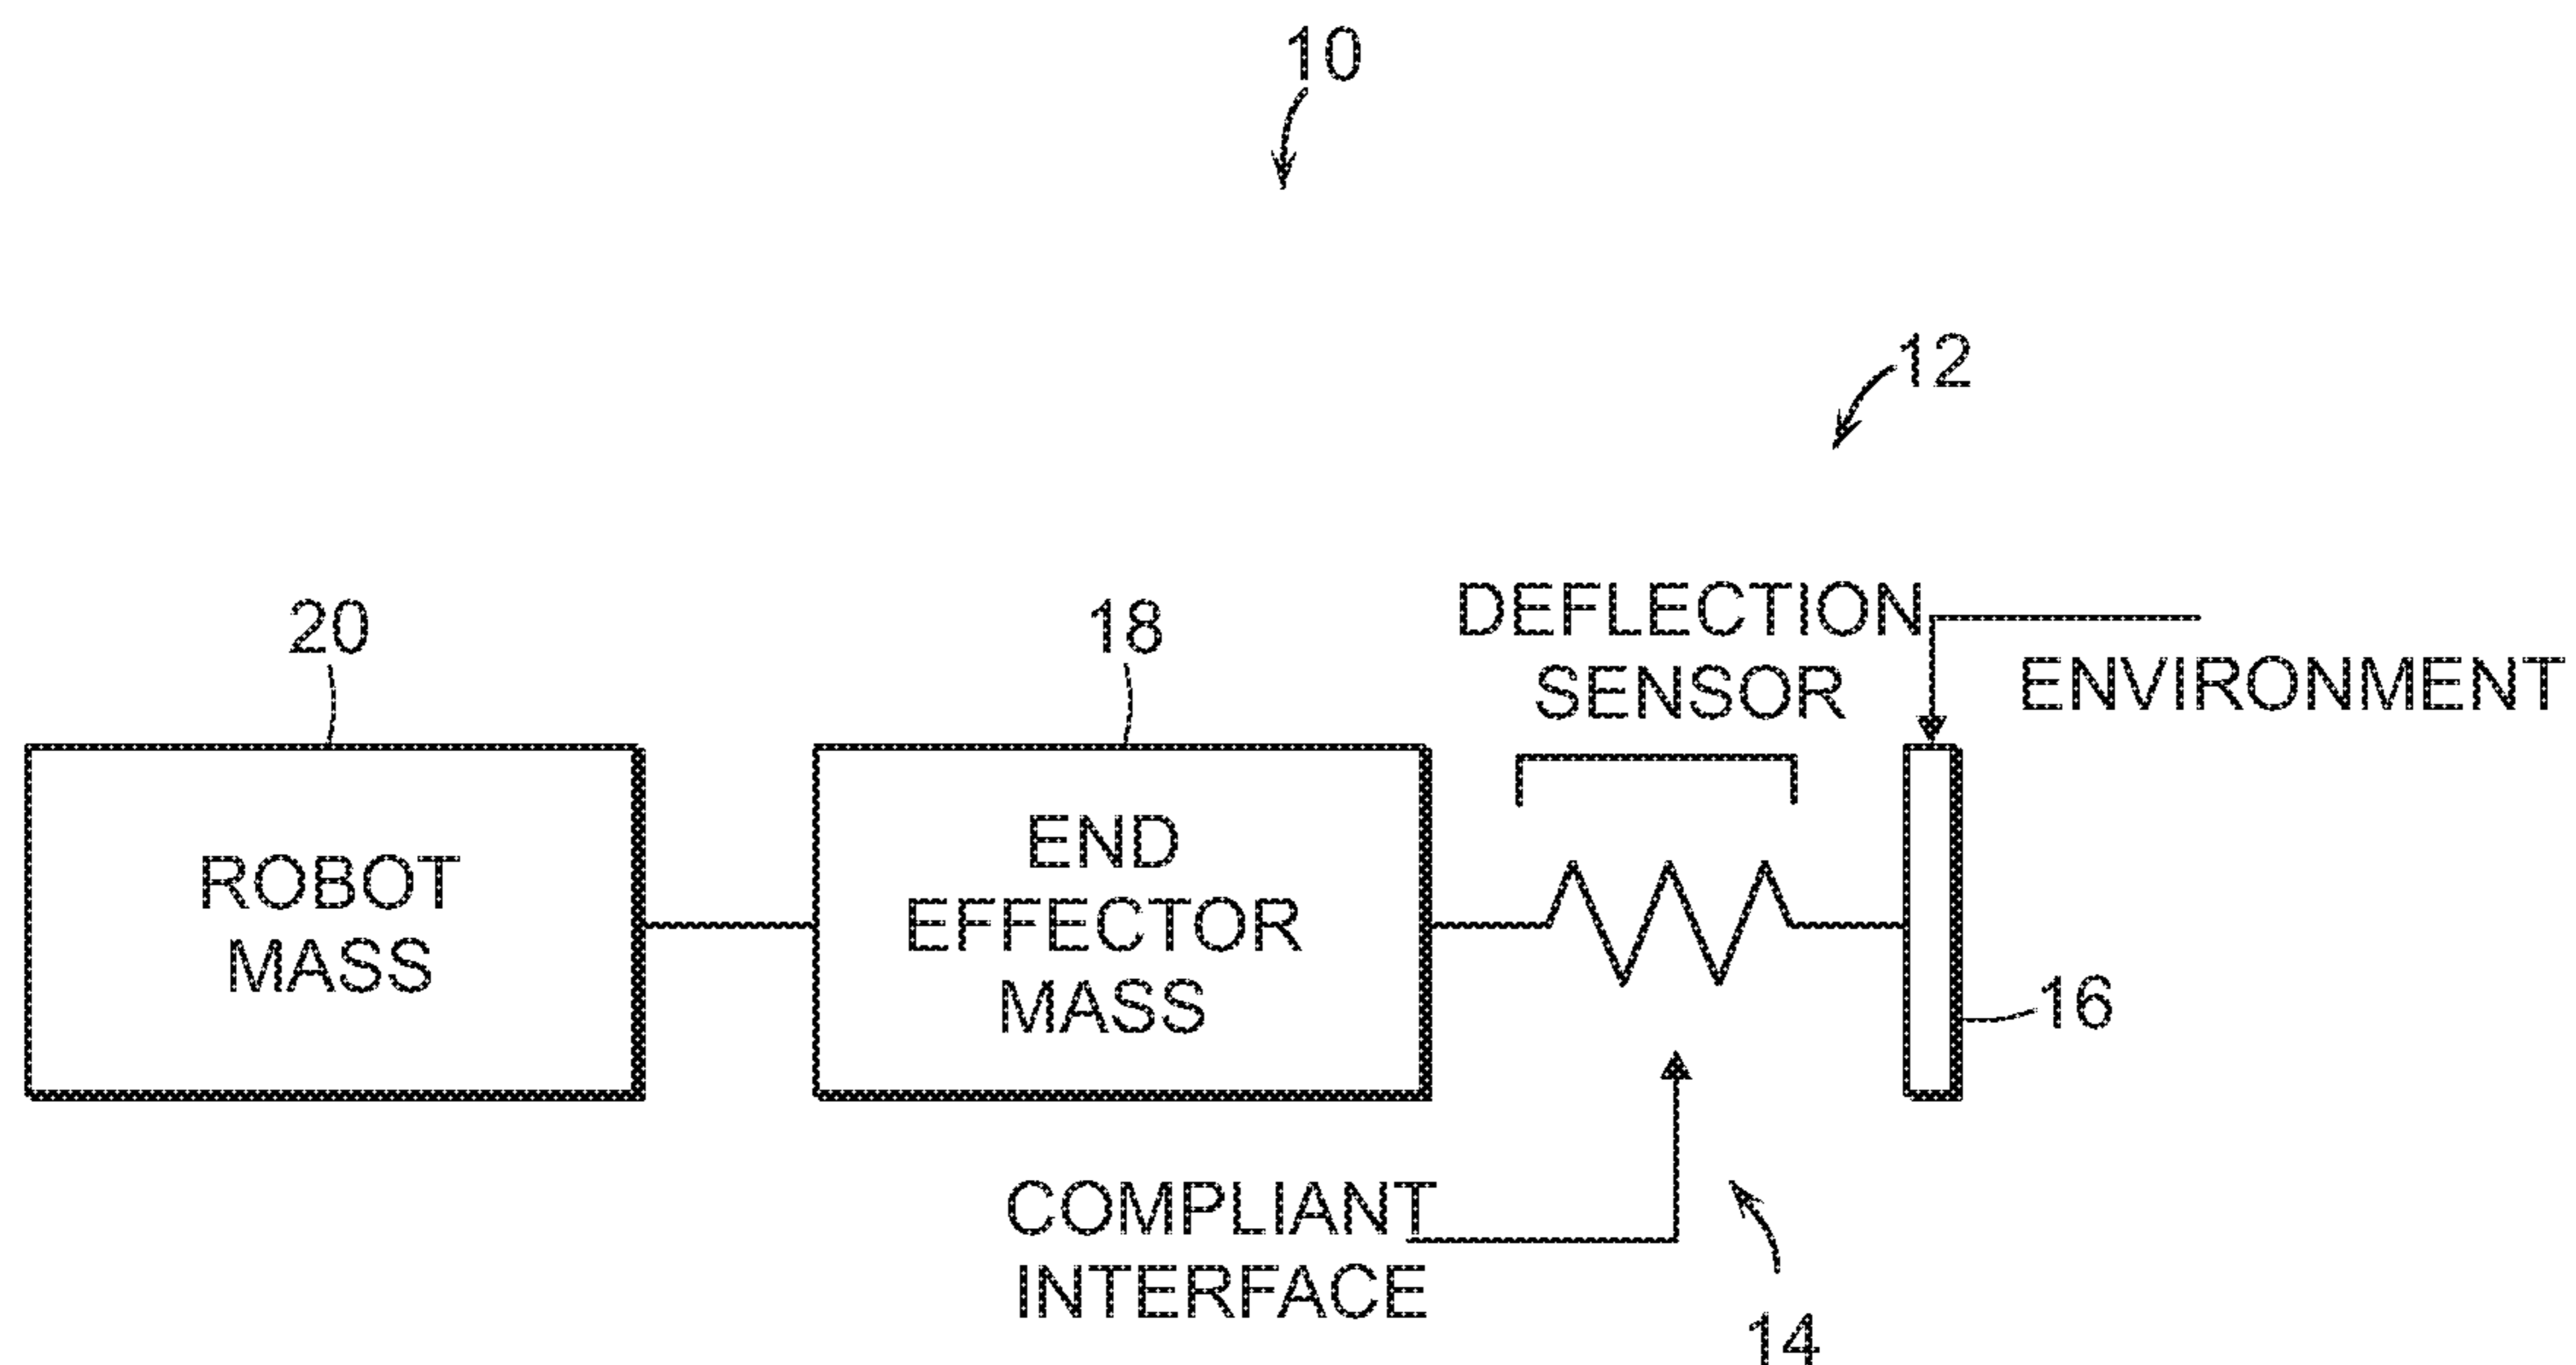 10
12
20
18
DEFLECTION
SENSOR
ENVIRONMENT
ROBOT
MASS
END
EFFECTOR
MASS
16
COMPLIANT
INTERFACE
14